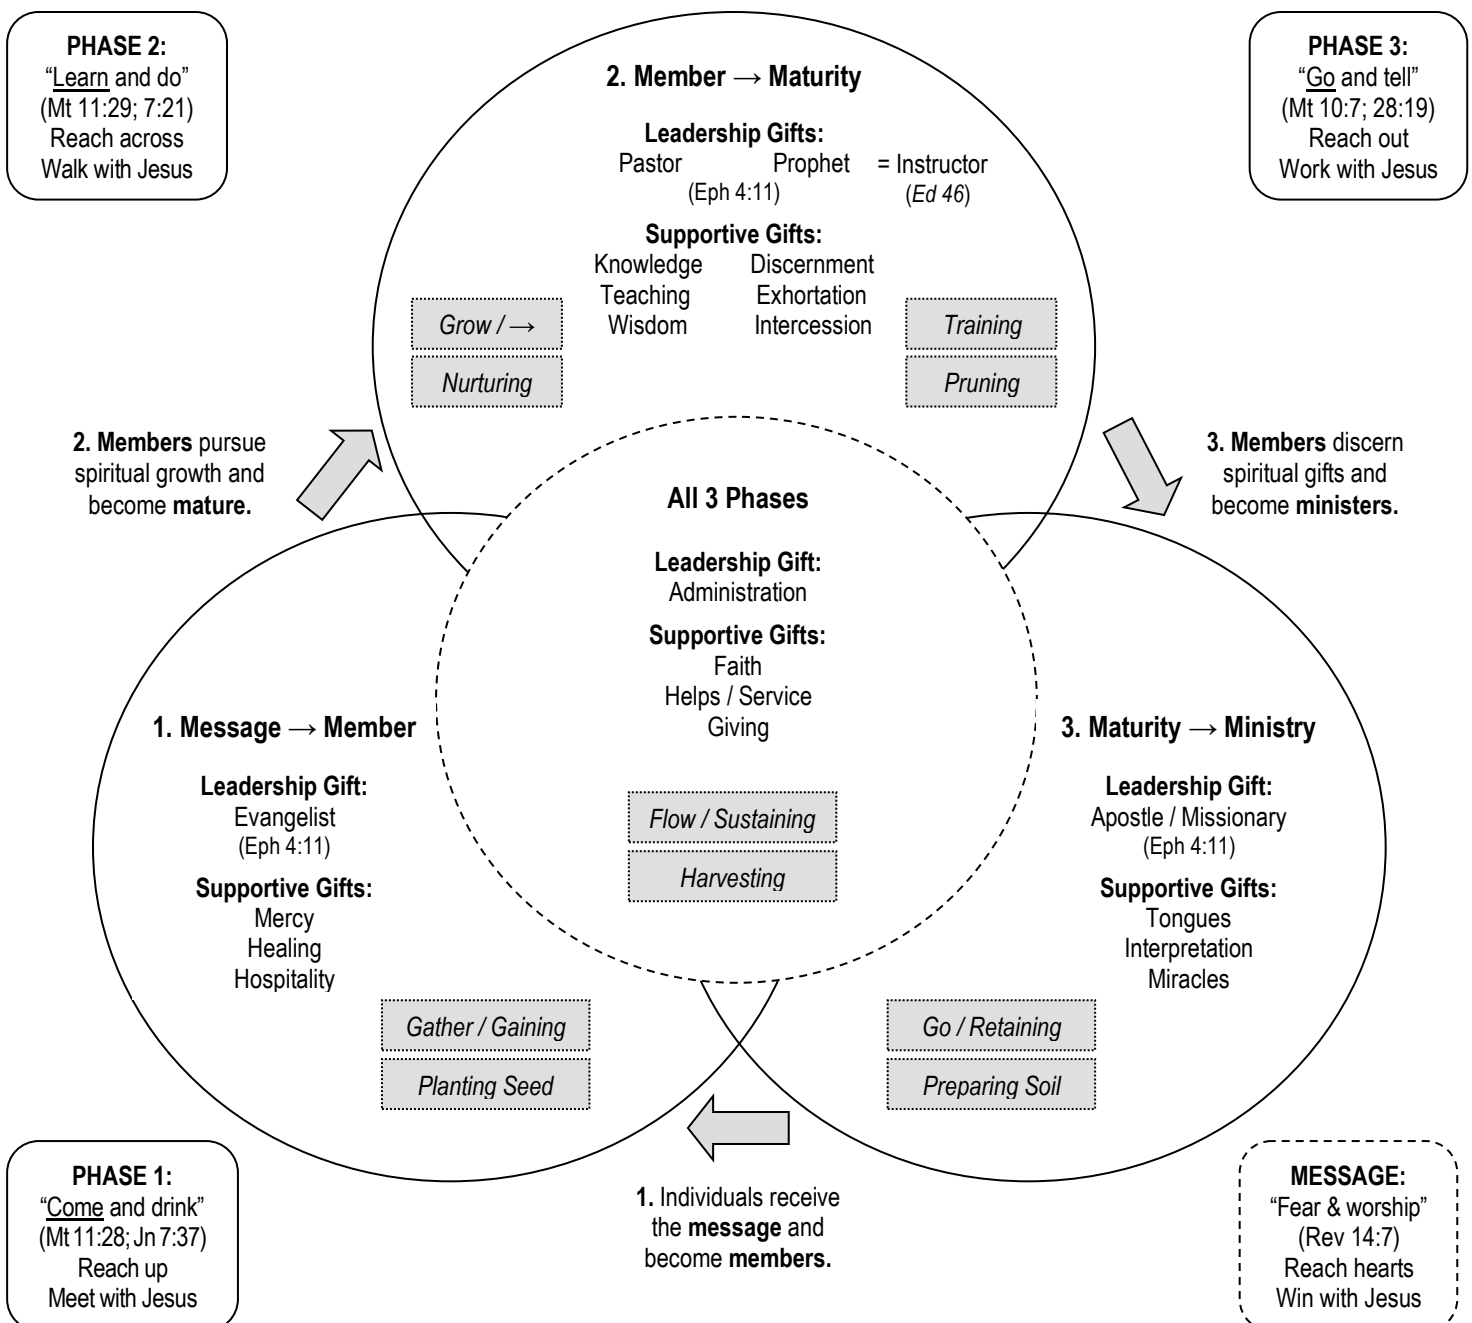 PHASE 2:
“Learn and do”
(Mt 11:29; 7:21)
Reach across
Walk with Jesus
PHASE 3:
“Go and tell”
(Mt 10:7; 28:19)
Reach out
Work with Jesus
2. Member → Maturity
Leadership Gifts:
Pastor Prophet = Instructor
(Eph 4:11) (Ed 46)
Supportive Gifts:
Knowledge Discernment
Teaching Exhortation
Wisdom Intercession
Grow / →
Nurturing
Training
Pruning
2. Members pursue
spiritual growth and
become mature.
3. Members discern
spiritual gifts and
become ministers.
All 3 Phases
Leadership Gift:
Administration
Supportive Gifts:
Faith
Helps / Service
Giving
Flow / Sustaining
Harvesting
1. Message → Member
Leadership Gift:
Evangelist
(Eph 4:11)
Supportive Gifts:
Mercy
Healing
Hospitality
Gather / Gaining
Planting Seed
3. Maturity → Ministry
Leadership Gift:
Apostle / Missionary
(Eph 4:11)
Supportive Gifts:
Tongues
Interpretation
Miracles
Go / Retaining
Preparing Soil
PHASE 1:
“Come and drink”
(Mt 11:28; Jn 7:37)
Reach up
Meet with Jesus
1. Individuals receive
the message and
become members.
MESSAGE:
“Fear & worship”
(Rev 14:7)
Reach hearts
Win with Jesus